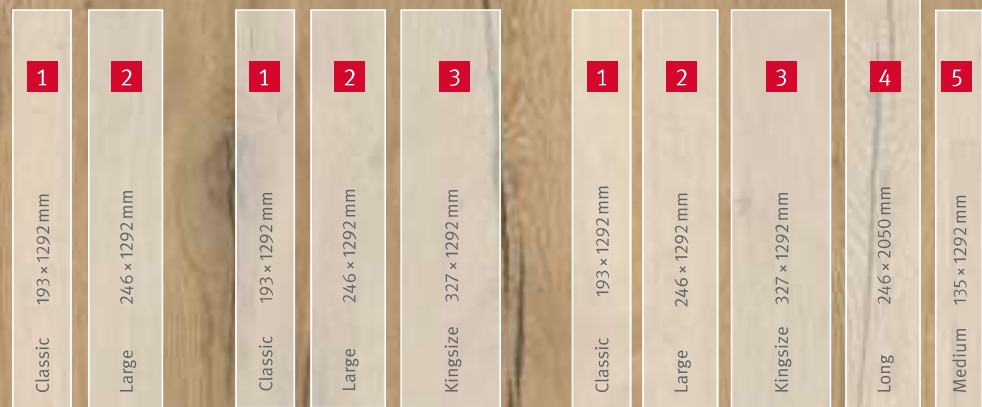 1
Classic 193 × 1292 mm
2
Large 246 × 1292 mm
1
Classic 193 × 1292 mm
2
Large 246 × 1292 mm
3
Kingsize 327 × 1292 mm
1
Classic 193 × 1292 mm
2
Large 246 × 1292 mm
3
Kingsize 327 × 1292 mm
4
Long 246 × 2050 mm
5
Medium 135 × 1292 mm